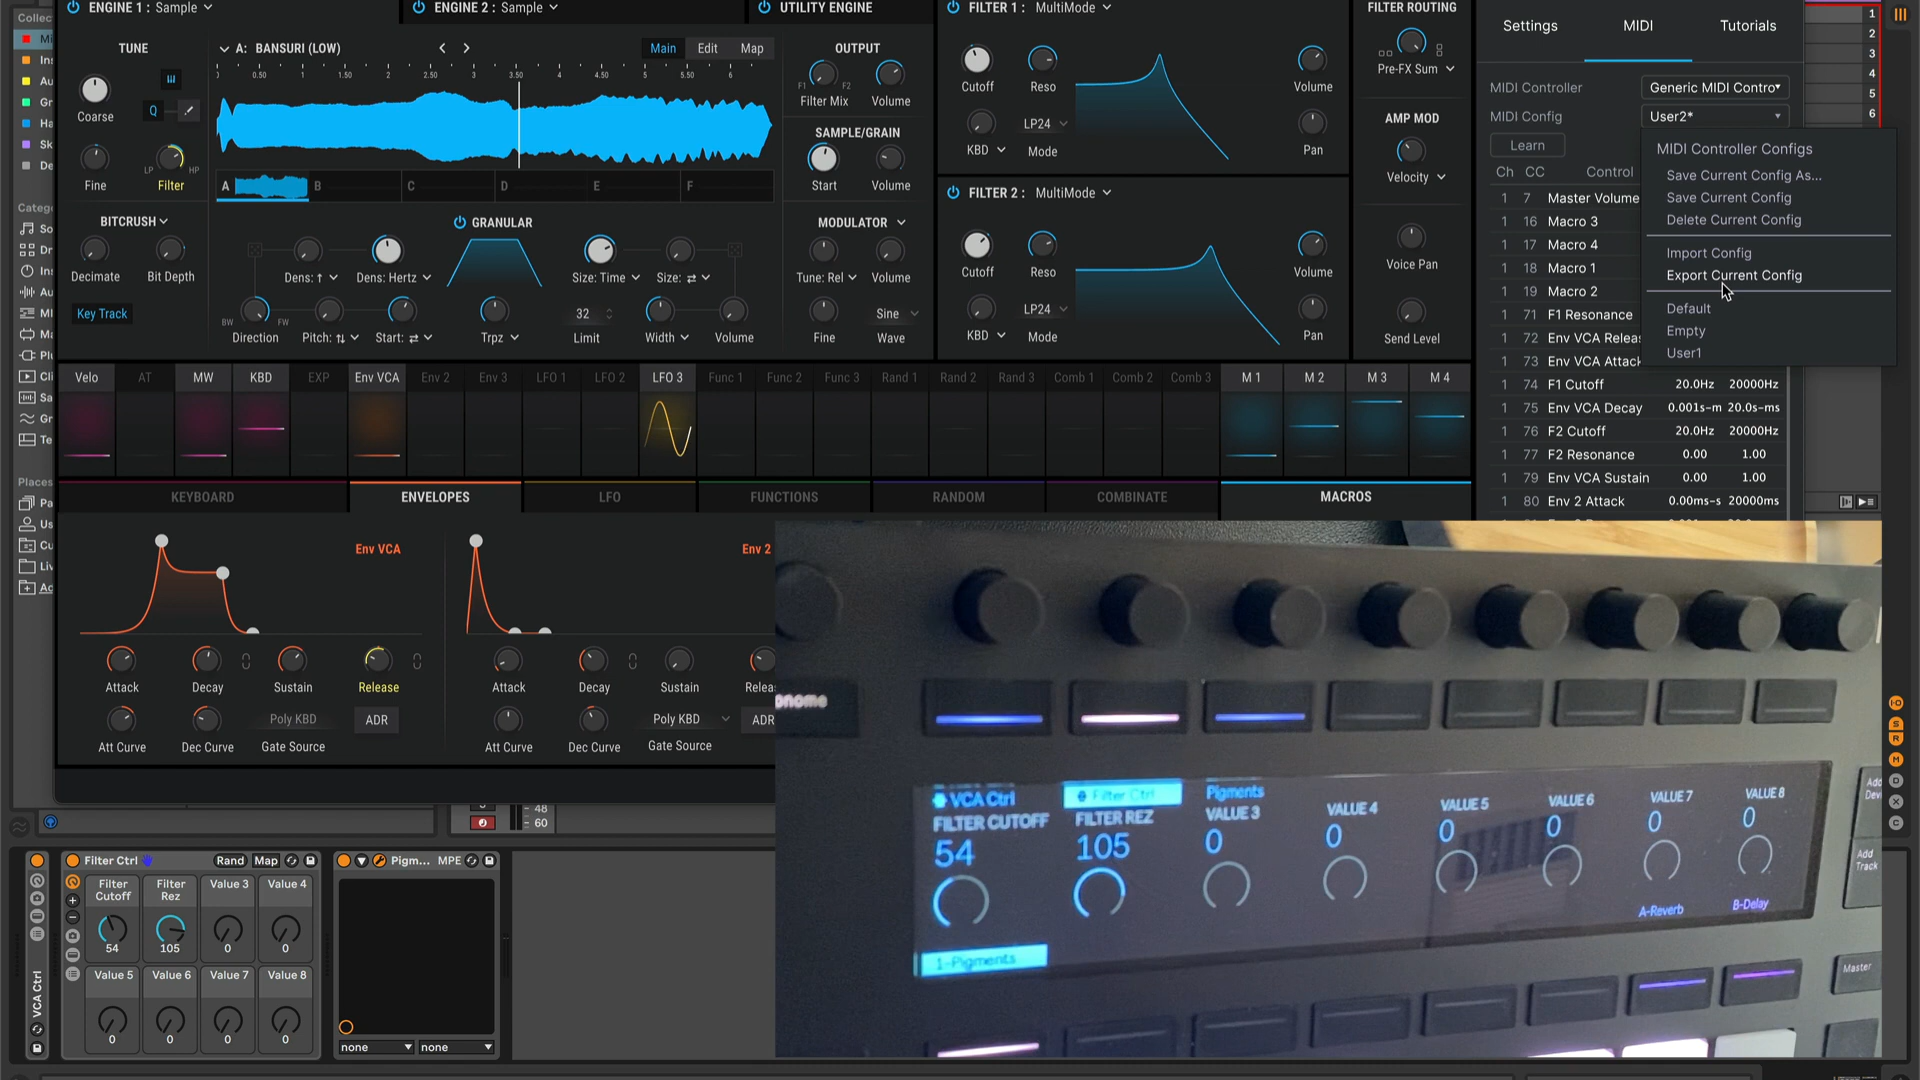 ENGINE 1 : Sample
ENGINE 2 : Sample
UTILITY ENGINE
FILTER 1 : MultiMode
FILTER ROUTING
Settings
MIDI
Tutorials
TUNE
A: BANSURI (LOW)
Main
Edit
Map
OUTPUT
Coarse
Filter Mix
Volume
Cutoff
Reso
Volume
Pre-FX Sum
MIDI Controller
Generic MIDI Contro
MIDI Config
User2*
Q
Fine
LP
HP
Filter
SAMPLE/GRAIN
Start
Volume
KBD
LP24
Mode
Pan
AMP MOD
Velocity
Learn
Ch CC Control
A B C D E F
MIDI Controller Configs
Save Current Config As...
Save Current Config
Delete Current Config
Import Config
Export Current Config
Default
Empty
User1
FILTER 2 : MultiMode
BITCRUSH
GRANULAR
MODULATOR
Decimate
Bit Depth
Dens: ↑
Dens: Hertz
Size: Time
Size: ⇄
Tune: Rel
Volume
Cutoff
Reso
Volume
Voice Pan
Key Track
BW
FW
Direction
Pitch: ⇅
Start: ⇄
Trpz
32
Limit
Width
Volume
Fine
Sine
Wave
KBD
LP24
Mode
Pan
Send Level
1 7 Master Volume
1 16 Macro 3
1 17 Macro 4
1 18 Macro 1
1 19 Macro 2
1 71 F1 Resonance
1 72 Env VCA Releas
1 73 Env VCA Attack
1 74 F1 Cutoff 20.0Hz 20000Hz
1 75 Env VCA Decay 0.001s-m 20.0s-ms
1 76 F2 Cutoff 20.0Hz 20000Hz
1 77 F2 Resonance 0.00 1.00
1 79 Env VCA Sustain 0.00 1.00
1 80 Env 2 Attack 0.00ms-s 20000ms
Velo AT MW KBD EXP Env VCA Env 2 Env 3 LFO 1 LFO 2 LFO 3 Func 1 Func 2 Func 3 Rand 1 Rand 2 Rand 3 Comb 1 Comb 2 Comb 3 M 1 M 2 M 3 M 4
KEYBOARD ENVELOPES LFO FUNCTIONS RANDOM COMBINATE MACROS
Env VCA
Env 2
Attack Decay Sustain Release
Attack Decay Sustain Releas
Poly KBD ADR
Poly KBD ADR
Att Curve Dec Curve Gate Source
Att Curve Dec Curve Gate Source
48
60
Filter Ctrl Rand Map
Pigm... MPE
Filter Cutoff
Filter Rez
Value 3
Value 4
54 105 0 0
Value 5 Value 6 Value 7 Value 8
0 0 0 0
VCA Ctrl
none none
onome
VCA Ctrl
Filter Ctrl
Pigments
FILTER CUTOFF FILTER REZ VALUE 3 VALUE 4 VALUE 5 VALUE 6 VALUE 7 VALUE 8
54 105 0 0 0 0 0 0
A-Reverb
B-Delay
1-Pigments
Add
Track
Master